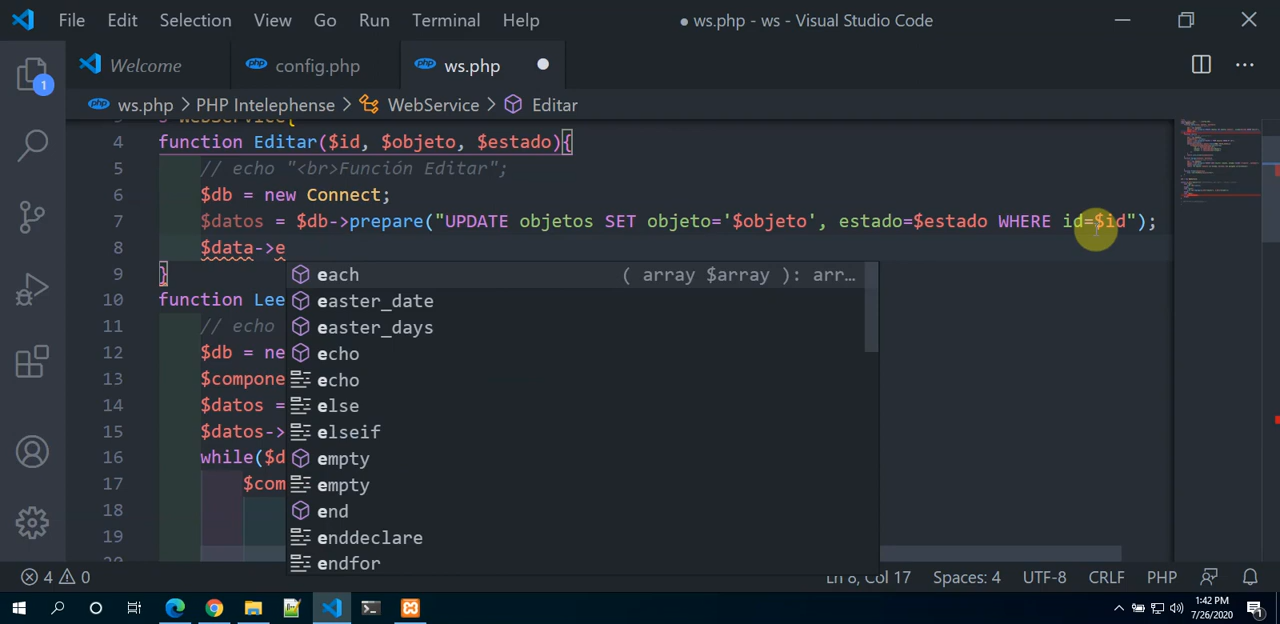 File Edit Selection View Go Run Terminal Help ● ws.php - ws - Visual Studio Code
Welcome config.php ws.php
ws.php > PHP Intelephense > WebService > Editar
WebService{
4 function Editar($id, $objeto, $estado){
5 // echo "<br>Función Editar";
6 $db = new Connect;
7 $datos = $db->prepare("UPDATE objetos SET objeto='$objeto', estado=$estado WHERE id=$id");
8 $data->e
9 }
each ( array $array ): arr…
easter_date
10 function Lee
easter_days
11 // echo
12 $db = ne
echo
13 $compone
echo
14 $datos =
else
15 $datos->
elseif
16 while($d
empty
17 $com
empty
18
end
19
enddeclare
endfor
4 0 Ln 8, Col 17 Spaces: 4 UTF-8 CRLF PHP
1:42 PM
7/26/2020
1
1